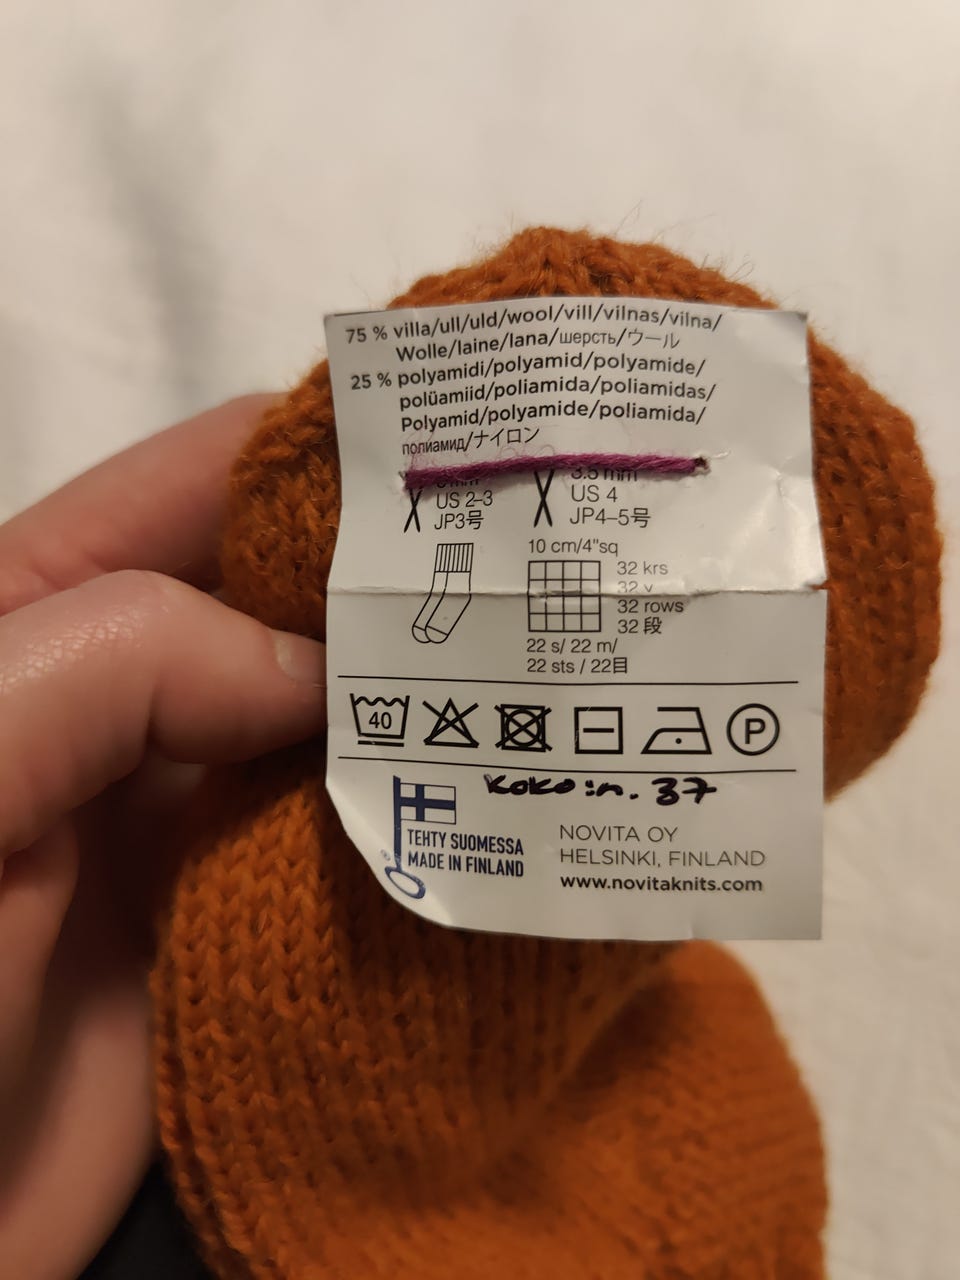 75 % villa/ull/uld/wool/vill/vilnas/vilna/
Wolle/laine/lana/шерсть/ウール
25 % polyamidi/polyamid/polyamide/
polüamiid/poliamida/poliamidas/
Polyamid/polyamide/poliamida/
полиамид/ナイロン
3.5 mm
US 2–3
US 4
JP3号
JP4–5号
10 cm/4"sq
32 krs
32 v
32 rows
32 段
22 s/ 22 m/
22 sts / 22目
40
P
koko:n. 37
TEHTY SUOMESSA
MADE IN FINLAND
NOVITA OY
HELSINKI, FINLAND
www.novitaknits.com